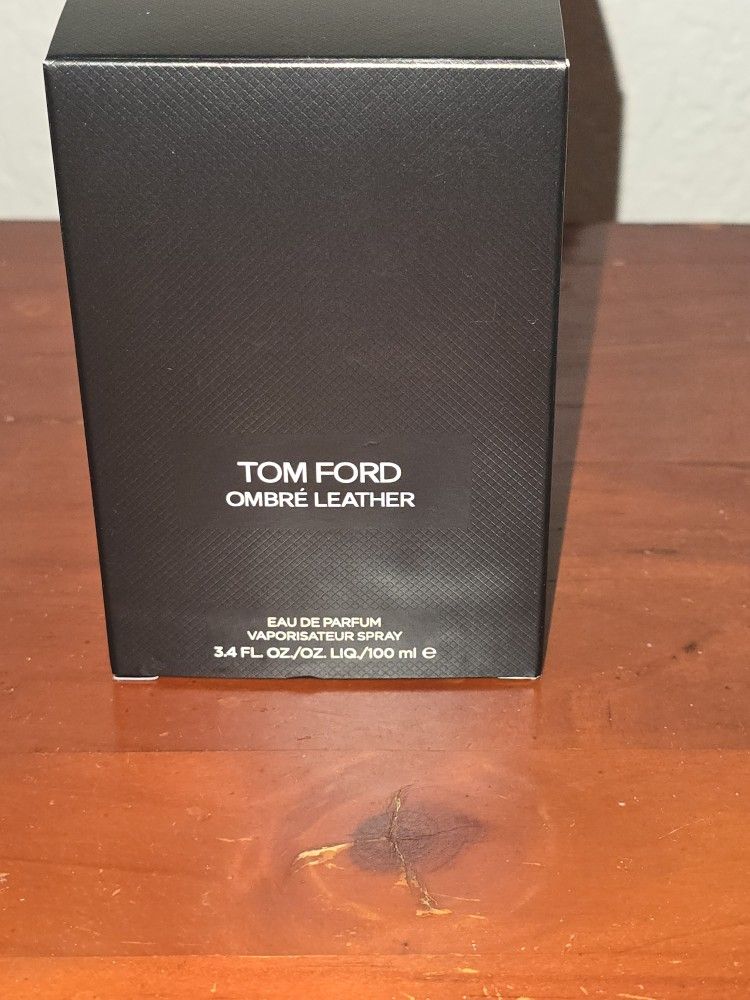 TOM FORD
OMBRÉ LEATHER
EAU DE PARFUM
VAPORISATEUR SPRAY
3.4 FL. OZ./OZ. LIQ./100 ml ℮